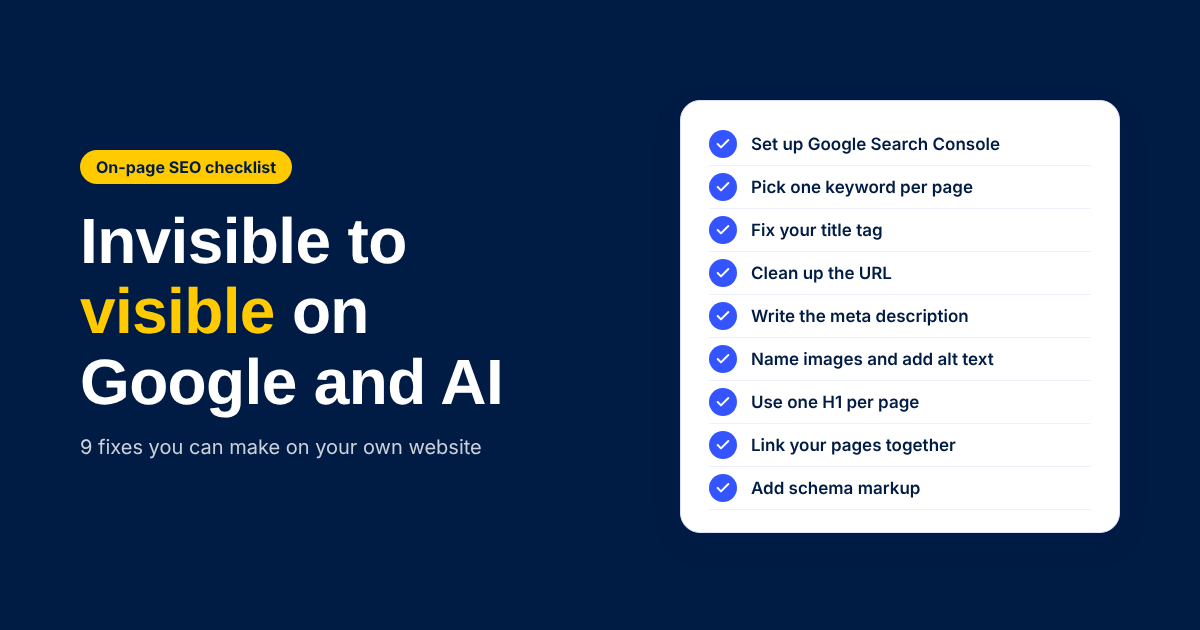 On-page SEO checklist
Invisible to
visible on
Google and AI
9 fixes you can make on your own website
Set up Google Search Console
Pick one keyword per page
Fix your title tag
Clean up the URL
Write the meta description
Name images and add alt text
Use one H1 per page
Link your pages together
Add schema markup